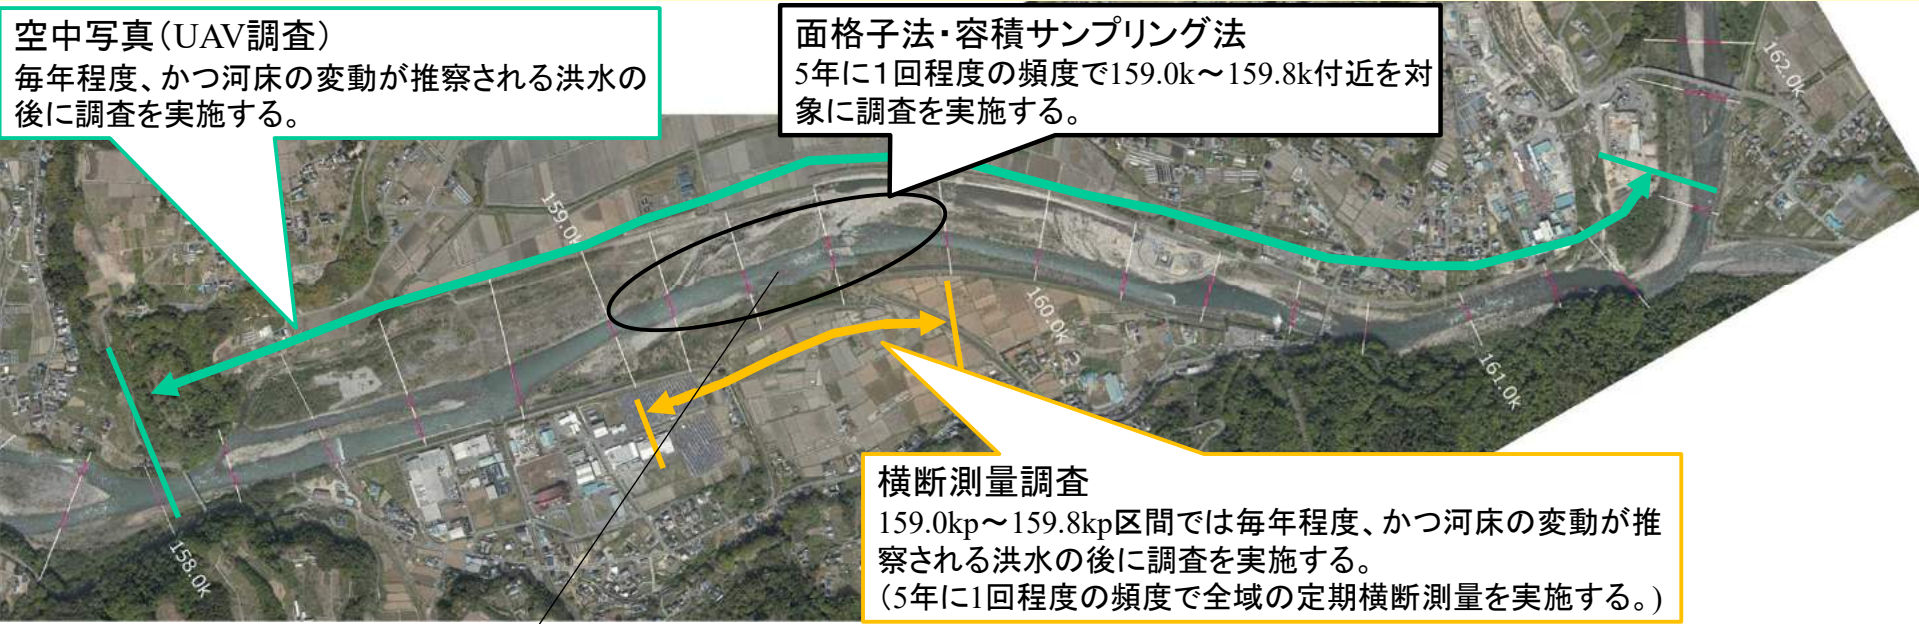 空中写真（UAV調査）
毎年程度、かつ河床の変動が推察される洪水の
後に調査を実施する。
面格子法・容積サンプリング法
5年に１回程度の頻度で159.0k～159.8k付近を対
象に調査を実施する。
162.0k
159.0k
160.0k
161.0k
158.0k
横断測量調査
159.0kp～159.8kp区間では毎年程度、かつ河床の変動が推
察される洪水の後に調査を実施する。
（5年に1回程度の頻度で全域の定期横断測量を実施する。）